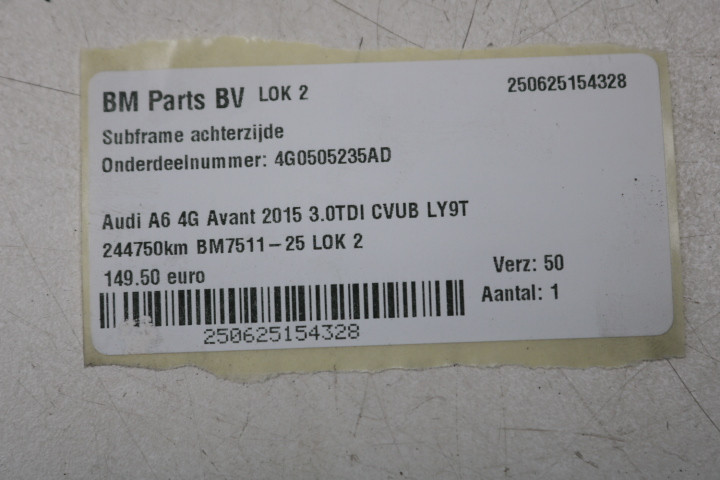 BM Parts BV LOK 2 250625154328
Subframe achterzijde
Onderdeelnummer: 4G0505235AD
Audi A6 4G Avant 2015 3.0TDI CVUB LY9T
244750km BM7511-25 LOK 2
149.50 euro Verz: 50
Aantal: 1
250625154328